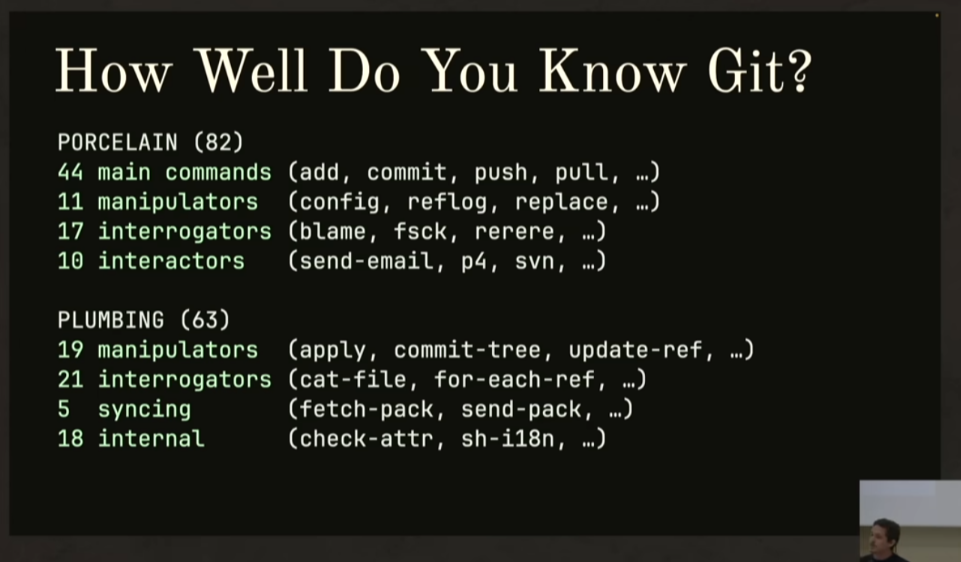 How Well Do You Know Git?
PORCELAIN (82)
44 main commands (add, commit, push, pull, …)
11 manipulators (config, reflog, replace, …)
17 interrogators (blame, fsck, rerere, …)
10 interactors (send-email, p4, svn, …)
PLUMBING (63)
19 manipulators (apply, commit-tree, update-ref, …)
21 interrogators (cat-file, for-each-ref, …)
5 syncing (fetch-pack, send-pack, …)
18 internal (check-attr, sh-i18n, …)